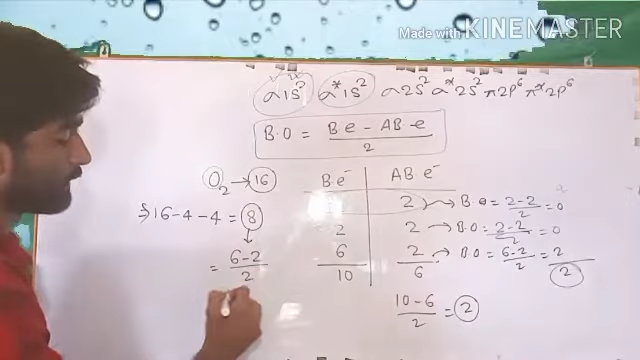 Made with KINEMASTER
σ1s² σ*1s² σ2s² σ*2s² π2p⁶ π*2p⁶
B.O = Be - AB-e / 2
O₂ → 16
Be⁻ | ABe⁻
2 → B.O = 2-2/2 = 0
⇒ 16-4-4 = 8
2 | 2 → B.O = 2-2/2 = 0
6 | 2 → B.O = 6-2/2 = 2
= 6-2/2
10 | 6
2
10-6/2 = 2